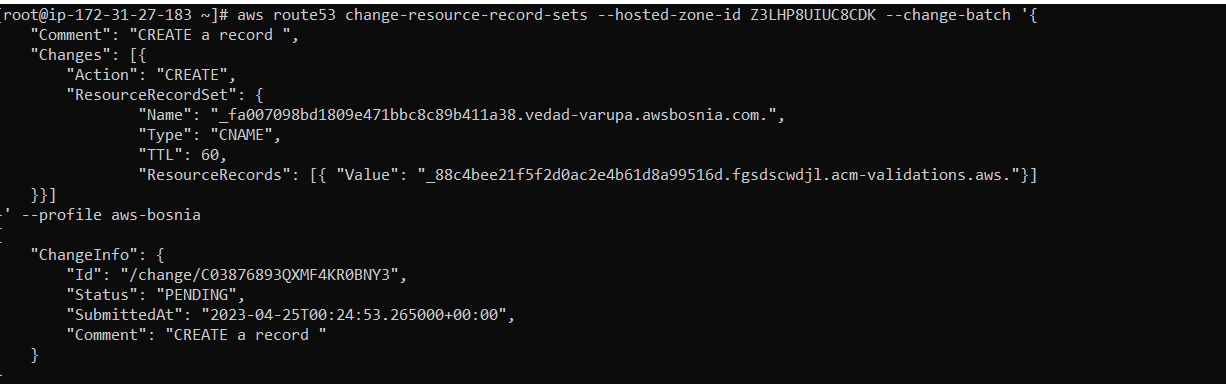 [root@ip-172-31-27-183 ~]# aws route53 change-resource-record-sets --hosted-zone-id Z3LHP8UIUC8CDK --change-batch '{
    "Comment": "CREATE a record ",
    "Changes": [{
        "Action": "CREATE",
        "ResourceRecordSet": {
                "Name": "_fa007098bd1809e471bbc8c89b411a38.vedad-varupa.awsbosnia.com.",
                "Type": "CNAME",
                "TTL": 60,
                "ResourceRecords": [{ "Value": "_88c4bee21f5f2d0ac2e4b61d8a99516d.fgsdscwdjl.acm-validations.aws."}]
    }}]
}' --profile aws-bosnia
{
    "ChangeInfo": {
        "Id": "/change/C03876893QXMF4KR0BNY3",
        "Status": "PENDING",
        "SubmittedAt": "2023-04-25T00:24:53.265000+00:00",
        "Comment": "CREATE a record "
    }